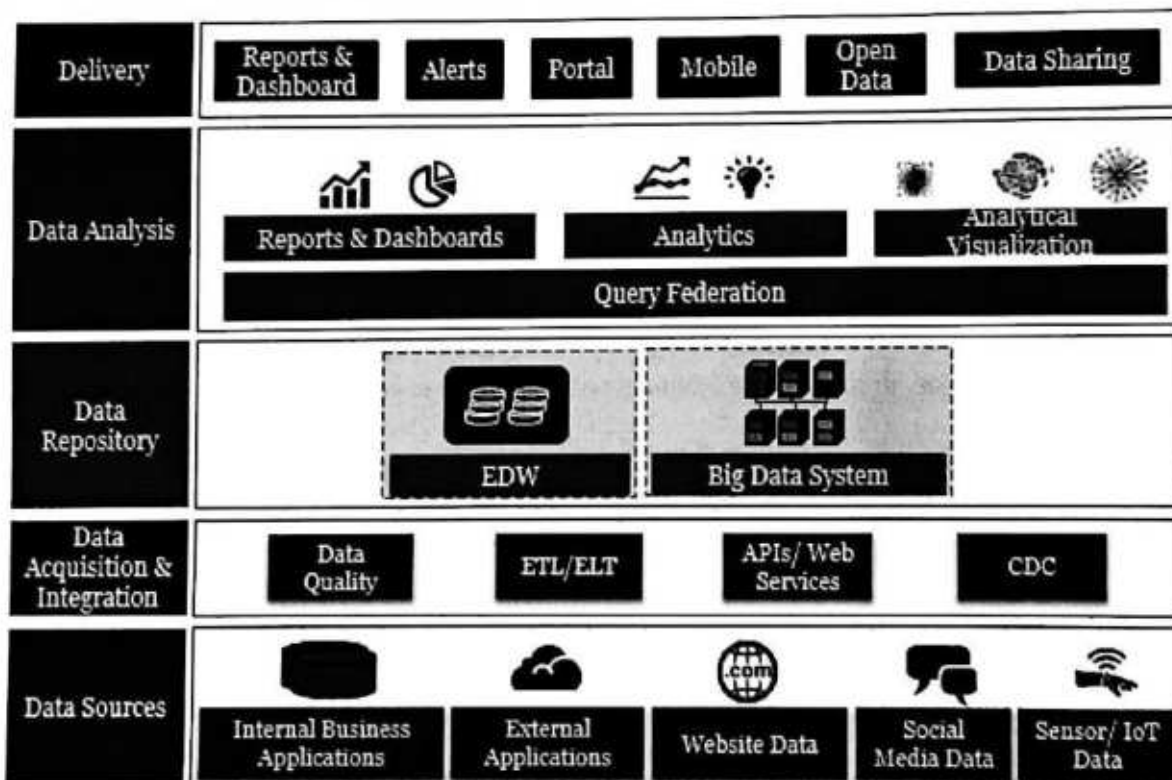 Delivery
Reports &
Dashboard
Alerts
Portal
Mobile
Open
Data
Data Sharing
Data Analysis
Reports & Dashboards
Analytics
Analytical
Visualization
Query Federation
Data
Repository
EDW
Big Data System
Data
Acquisition &
Integration
Data
Quality
ETL/ELT
APIs/ Web
Services
CDC
Data Sources
.com
Internal Business
Applications
External
Applications
Website Data
Social
Media Data
Sensor/ IoT
Data